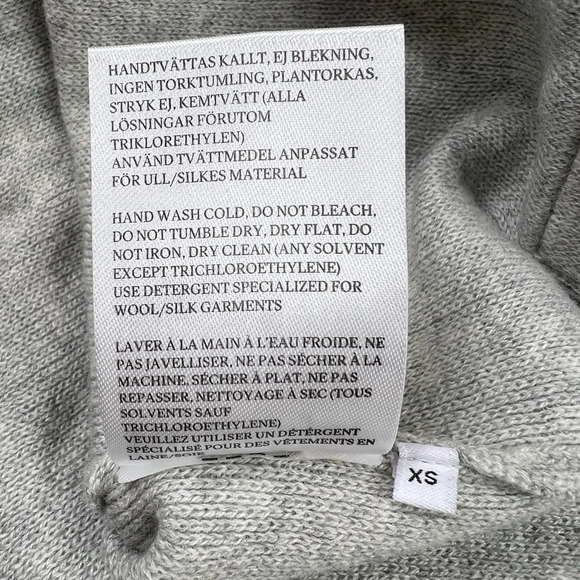 HANDTVÄTTAS KALLT, EJ BLEKNING,
INGEN TORKTUMLING, PLANTORKAS,
STRYK EJ, KEMTVÄTT (ALLA
LÖSNINGAR FÖRUTOM
TRIKLORETHYLEN)
ANVÄND TVÄTTMEDEL ANPASSAT
FÖR ULL/SILKES MATERIAL
HAND WASH COLD, DO NOT BLEACH,
DO NOT TUMBLE DRY, DRY FLAT, DO
NOT IRON, DRY CLEAN (ANY SOLVENT
EXCEPT TRICHLOROETHYLENE)
USE DETERGENT SPECIALIZED FOR
WOOL/SILK GARMENTS
LAVER À LA MAIN À L'EAU FROIDE, NE
PAS JAVELLISER, NE PAS SÉCHER À LA
MACHINE, SÉCHER À PLAT, NE PAS
REPASSER, NETTOYAGE À SEC (TOUS
SOLVENTS SAUF
TRICHLOROETHYLENE)
VEUILLEZ UTILISER UN DÉTERGENT
SPÉCIALISÉ POUR DES VÊTEMENTS EN
LAINE/SOIE
XS